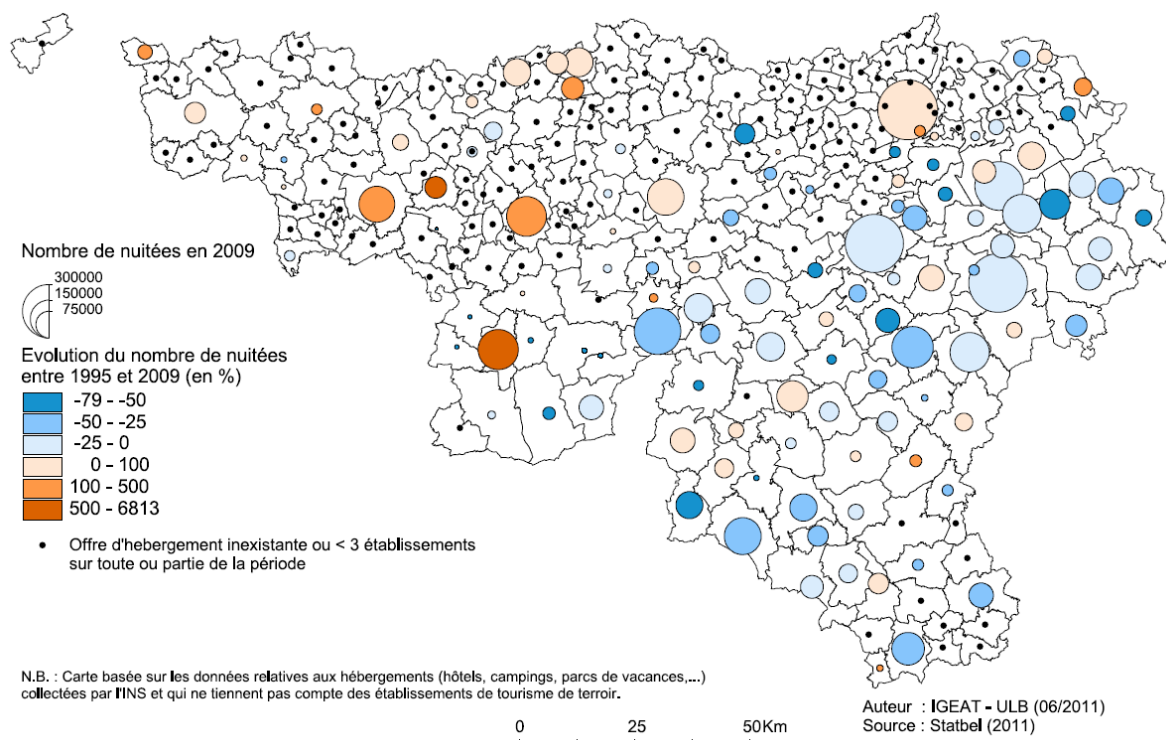 Nombre de nuitées en 2009
300000
150000
75000
Evolution du nombre de nuitées
entre 1995 et 2009 (en %)
-79 - -50
-50 - -25
-25 - 0
0 - 100
100 - 500
500 - 6813
• Offre d'hebergement inexistante ou < 3 établissements
sur toute ou partie de la période
N.B. : Carte basée sur les données relatives aux hébergements (hôtels, campings, parcs de vacances,...)
collectées par l'INS et qui ne tiennent pas compte des établissements de tourisme de terroir.
0 25 50Km
Auteur : IGEAT - ULB (06/2011)
Source : Statbel (2011)